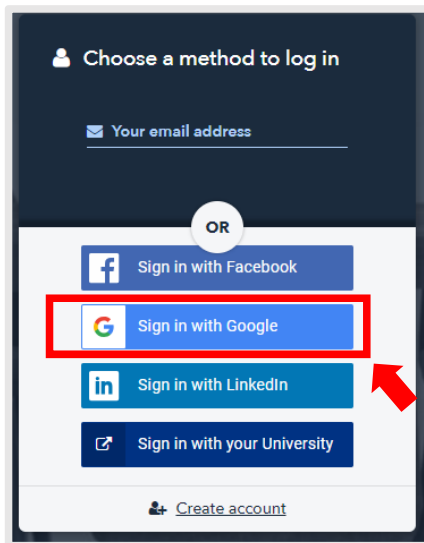 Choose a method to log in
Your email address
OR
f Sign in with Facebook
G Sign in with Google
in Sign in with LinkedIn
Sign in with your University
Create account